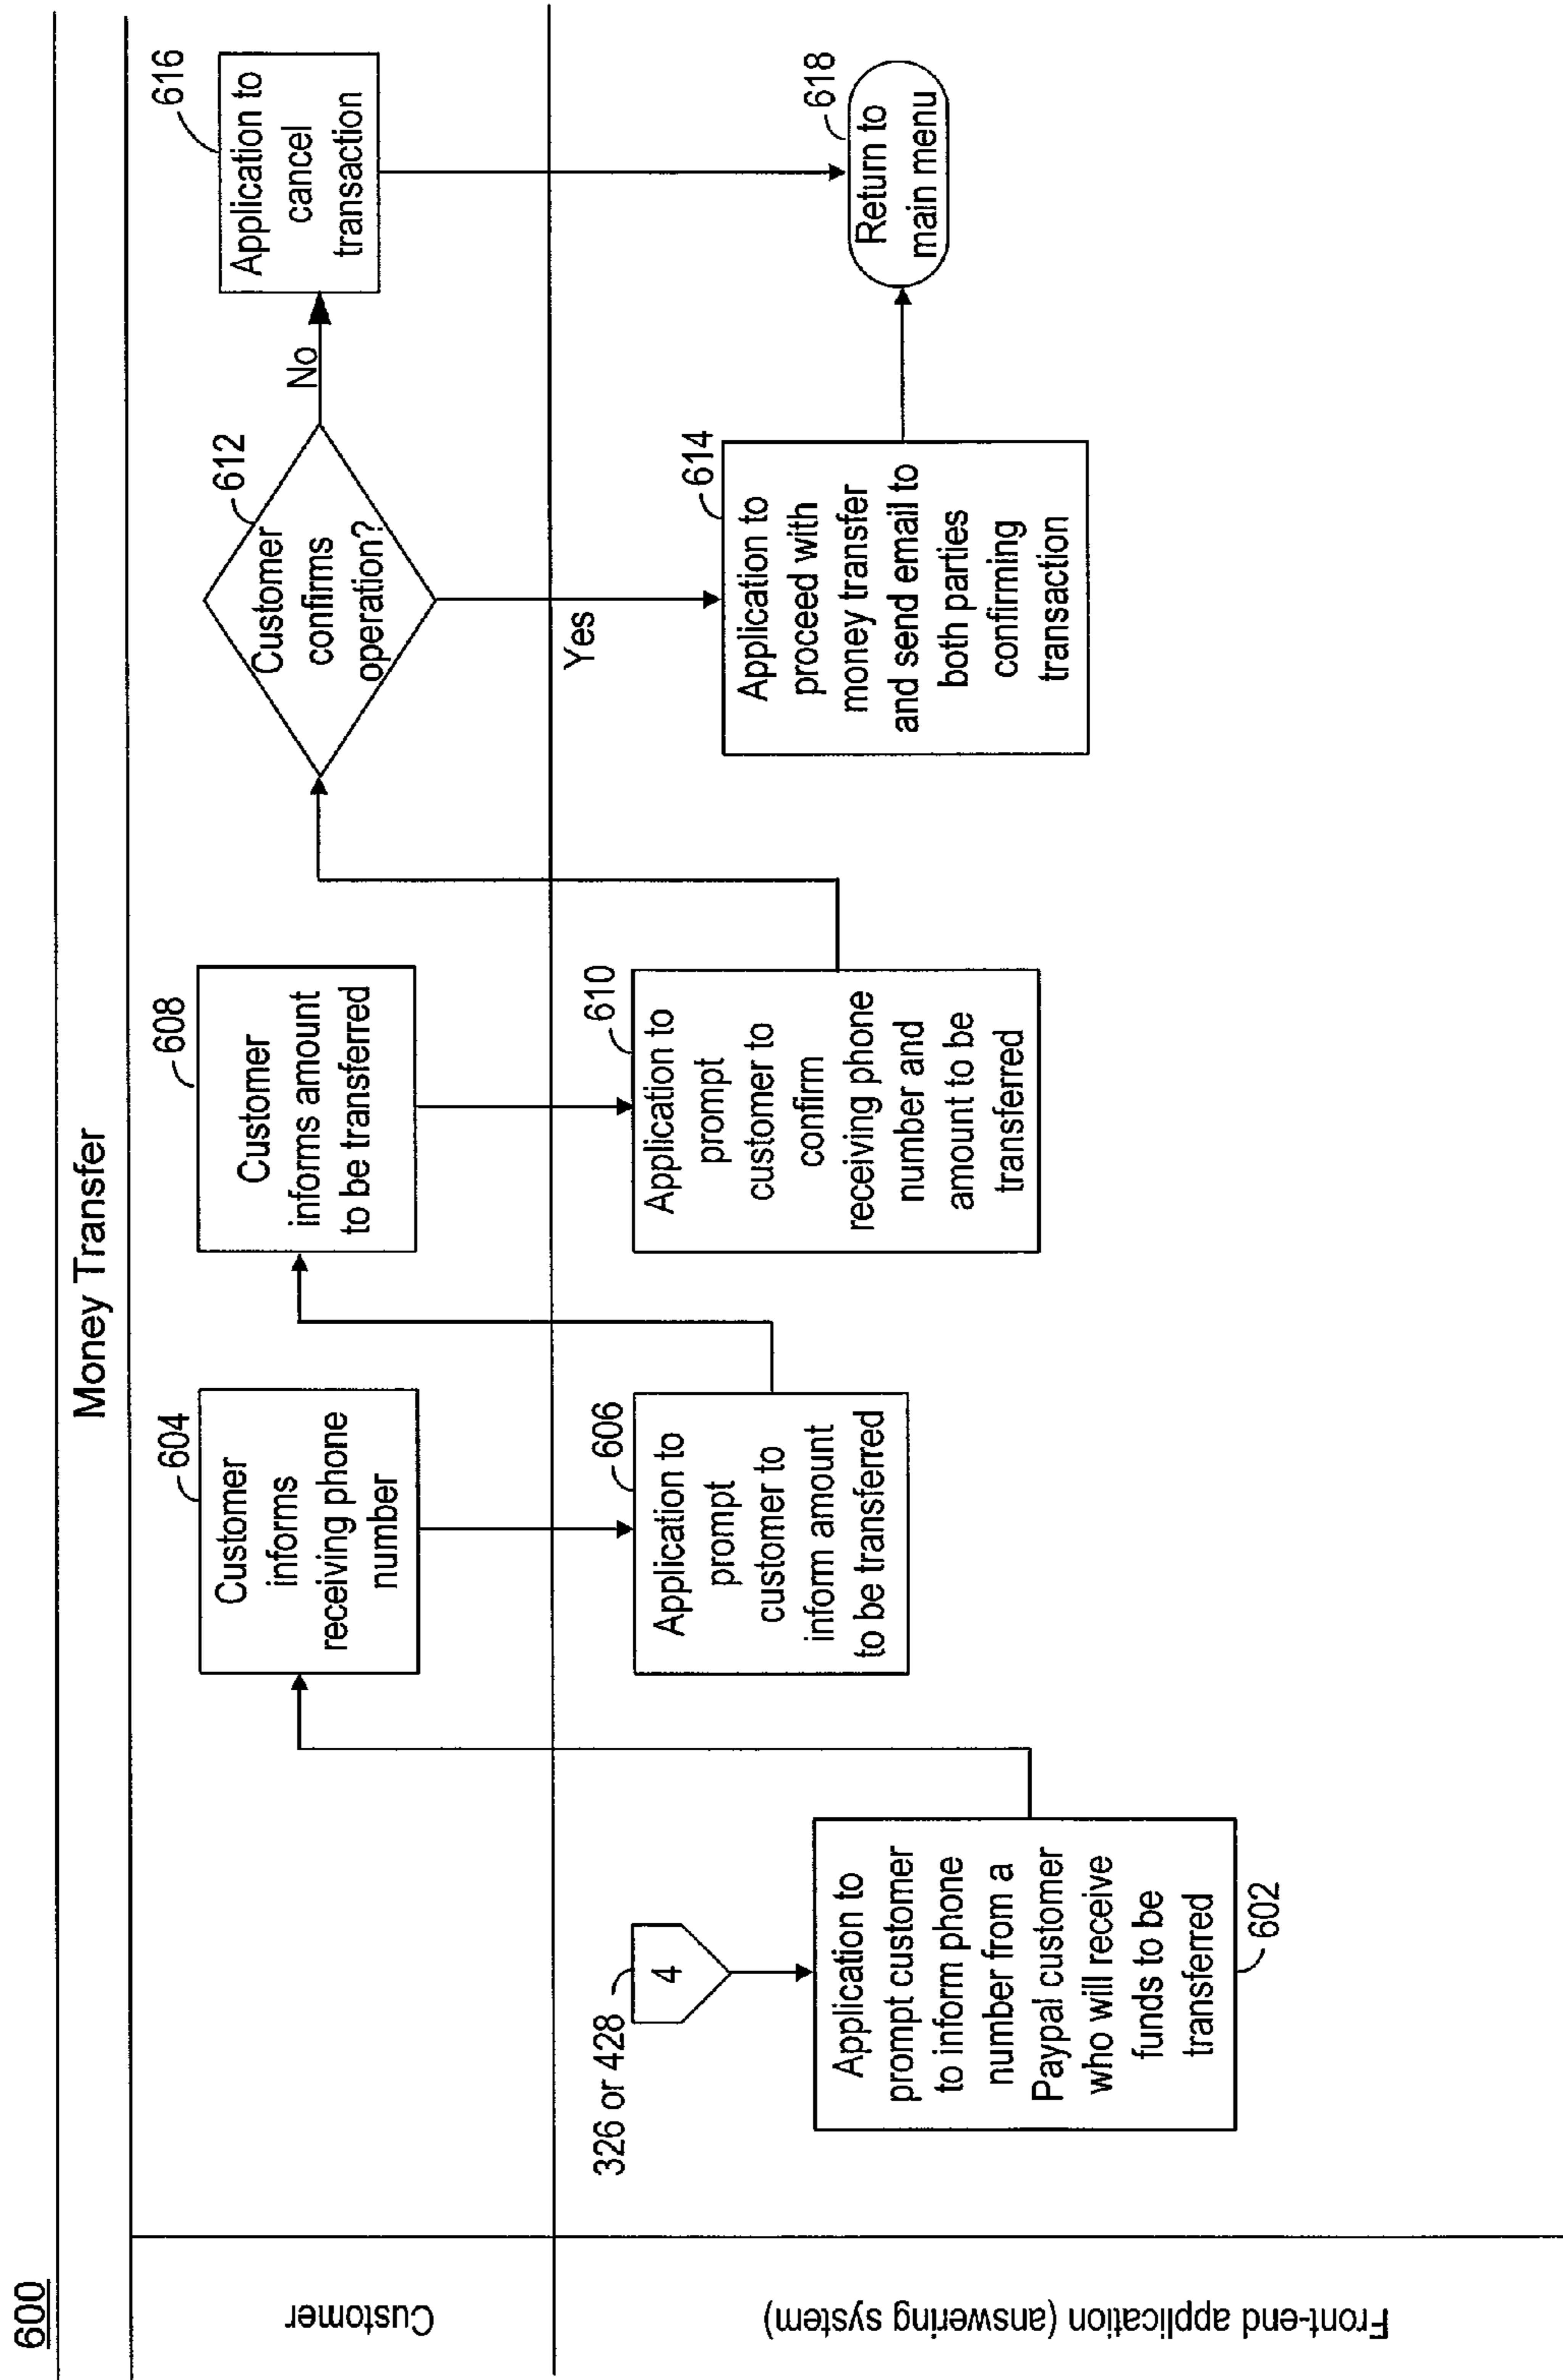 600
Money Transfer
Customer
604
Customer
informs
receiving phone
number
608
Customer
informs amount
to be transferred
612
Customer
confirms
operation?
No
616
Application to
cancel
transaction
Yes
Front-end application (answering system)
326 or 428
4
Application to
prompt customer
to inform phone
number from a
Paypal customer
who will receive
funds to be
transferred
602
606
Application to
prompt
customer to
inform amount
to be transferred
610
Application to
prompt
customer to
confirm
receiving phone
number and
amount to be
transferred
614
Application to
proceed with
money transfer
and send email to
both parties
confirming
transaction
618
Return to
main menu